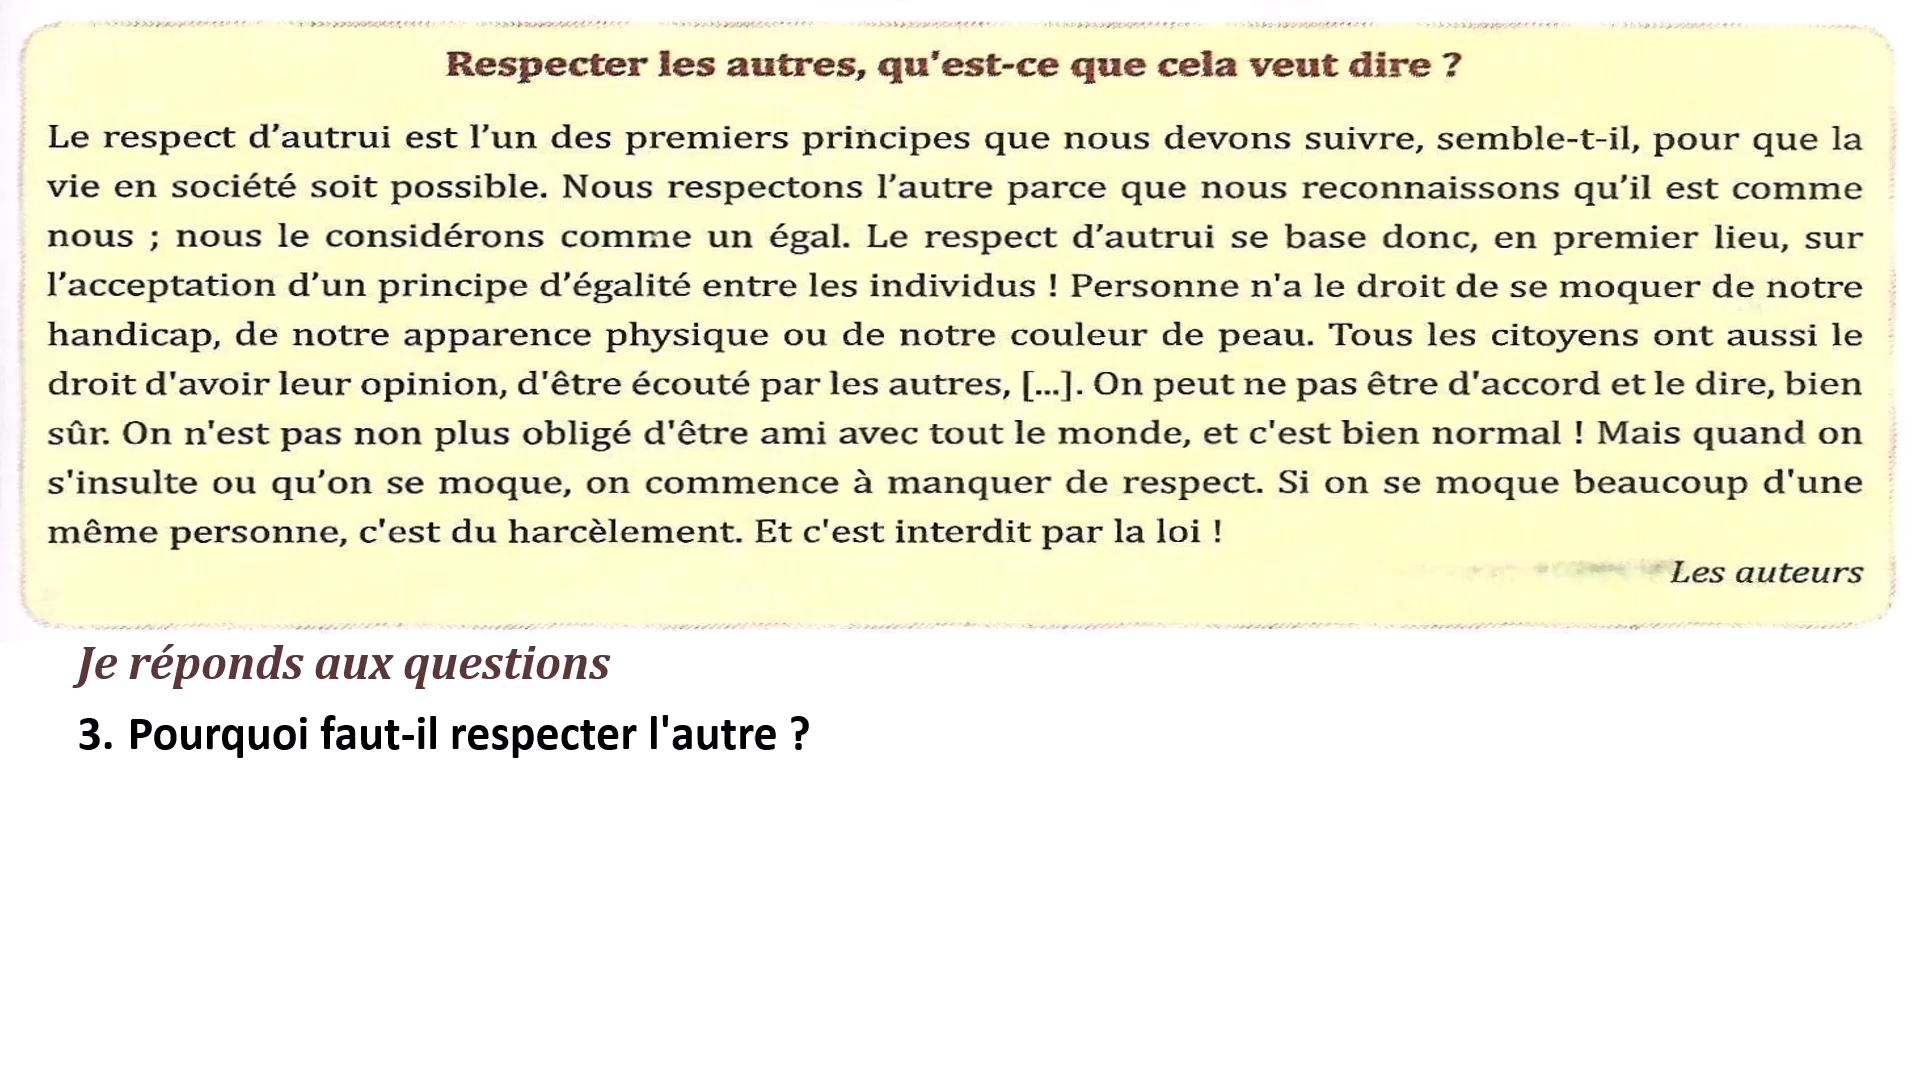 Respecter les autres, qu'est-ce que cela veut dire ?
Le respect d’autrui est l’un des premiers principes que nous devons suivre, semble-t-il, pour que la
vie en société soit possible. Nous respectons l’autre parce que nous reconnaissons qu’il est comme
nous ; nous le considérons comme un égal. Le respect d’autrui se base donc, en premier lieu, sur
l’acceptation d’un principe d’égalité entre les individus ! Personne n'a le droit de se moquer de notre
handicap, de notre apparence physique ou de notre couleur de peau. Tous les citoyens ont aussi le
droit d'avoir leur opinion, d'être écouté par les autres, [...]. On peut ne pas être d'accord et le dire, bien
sûr. On n'est pas non plus obligé d'être ami avec tout le monde, et c'est bien normal ! Mais quand on
s'insulte ou qu’on se moque, on commence à manquer de respect. Si on se moque beaucoup d'une
même personne, c'est du harcèlement. Et c'est interdit par la loi !
Les auteurs
Je réponds aux questions
3. Pourquoi faut-il respecter l'autre ?